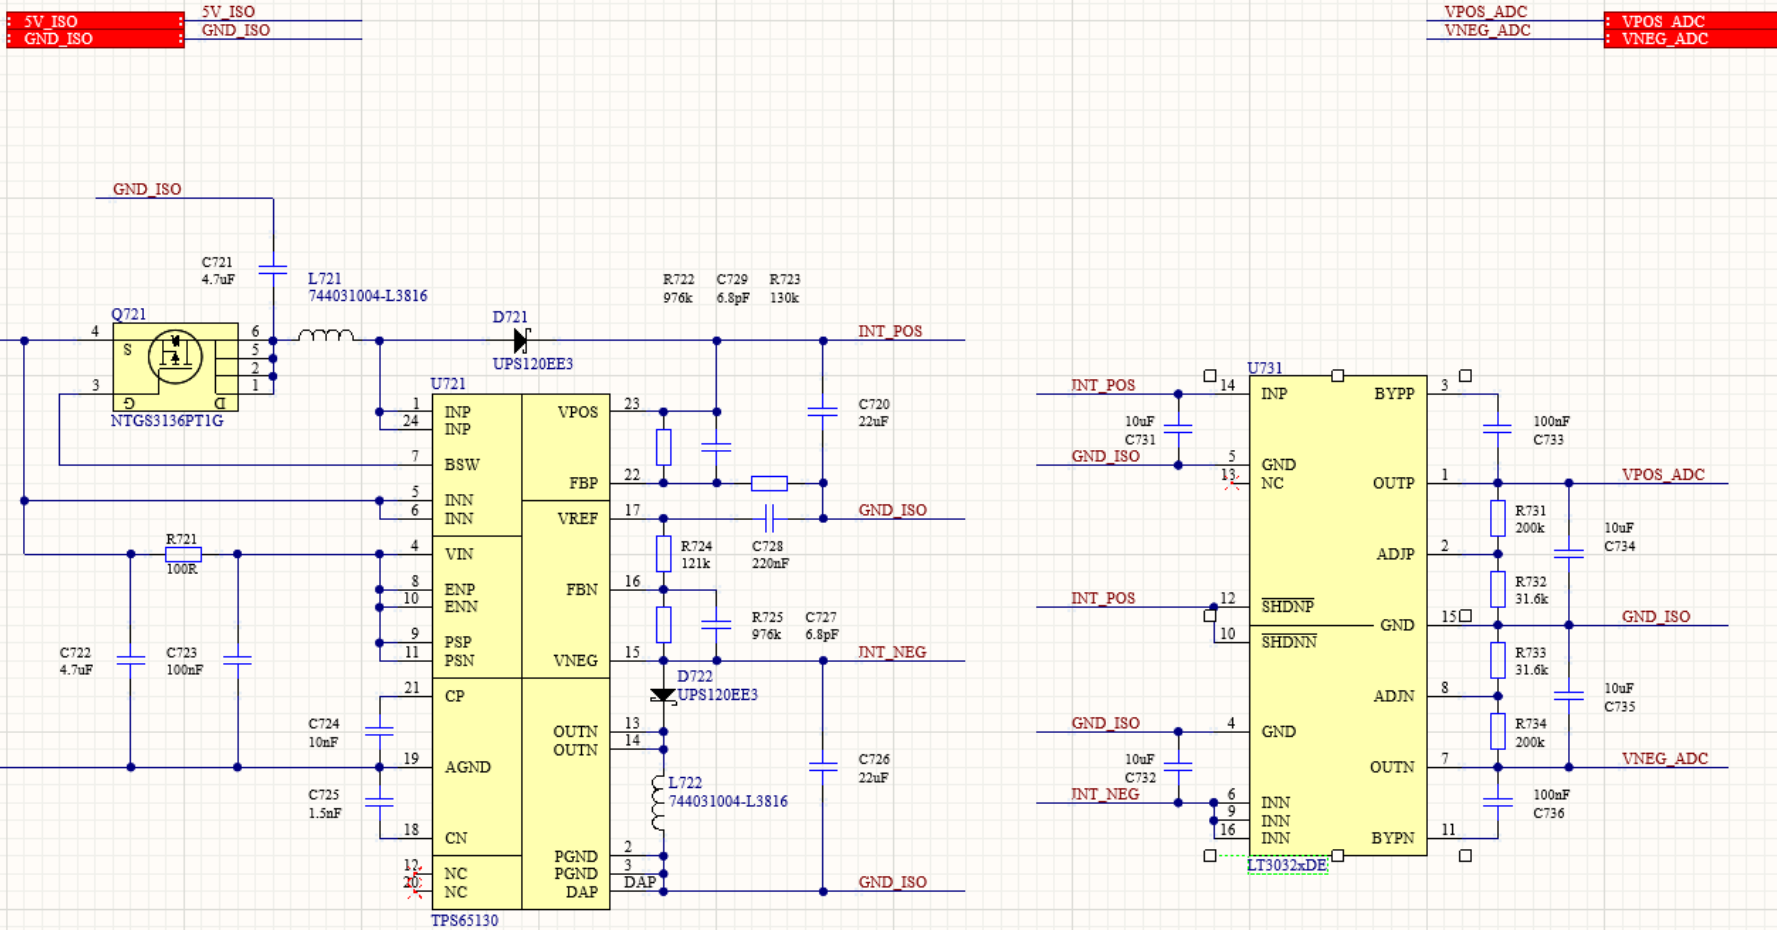 5V_ISO
GND_ISO
5V_ISO
GND_ISO
VPOS_ADC
VNEG_ADC
VPOS_ADC
VNEG_ADC
GND_ISO
C721
4.7uF
L721
744031004-L3816
Q721
4
S
3
G
6
5
2
1
D
NTGS3136PT1G
D721
UPS120EE3
R722
976k
C729
6.8pF
R723
130k
INT_POS
C720
22uF
U721
1 INP
24 INP
7 BSW
5 INN
6 INN
4 VIN
8 ENP
10 ENN
9 PSP
11 PSN
21 CP
19 AGND
18 CN
12 NC
20 NC
VPOS 23
FBP 22
VREF 17
FBN 16
VNEG 15
OUTN 13
OUTN 14
PGND 2
PGND 3
DAP DAP
TPS65130
R721
100R
C722
4.7uF
C723
100nF
C724
10nF
C725
1.5nF
GND_ISO
R724
121k
C728
220nF
R725
976k
C727
6.8pF
INT_NEG
D722
UPS120EE3
L722
744031004-L3816
C726
22uF
GND_ISO
U731
INT_POS
10uF
C731
GND_ISO
INT_POS
GND_ISO
10uF
C732
INT_NEG
14 INP
5 GND
13 NC
12 SHDNP
10 SHDNN
4 GND
6 INN
9 INN
16 INN
BYPP 3
OUTP 1
ADJP 2
GND 15
ADJN 8
OUTN 7
BYPN 11
LT3032xDE
100nF
C733
VPOS_ADC
R731
200k
10uF
C734
R732
31.6k
GND_ISO
R733
31.6k
10uF
C735
R734
200k
VNEG_ADC
100nF
C736